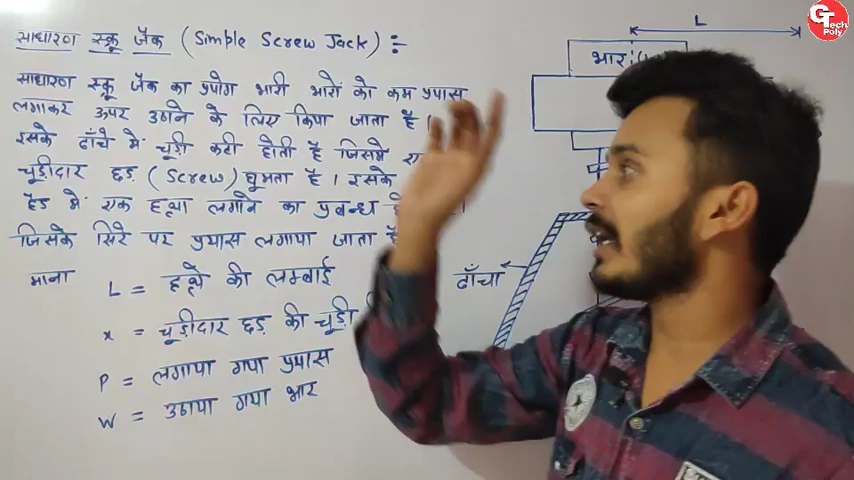 साधारण स्क्रू जैक (Simple Screw Jack) :-
साधारण स्क्रू जैक का प्रयोग भारी भारों को कम प्रयास
लगाकर ऊपर उठाने के लिए किया जाता है।
इसके ढाँचे में चूड़ी कटी होती है जिसमें
चूड़ीदार छड़ (Screw) घूमता है। इसके
हैड में एक हत्था लगाने का प्रबन्ध
जिसके सिरे पर प्रयास लगाया जाता है
माना
L = हत्थे की लम्बाई
x = चूड़ीदार छड़ की चूड़ी
P = लगाया गया प्रयास
W = उठाया गया भार
L
भार
ढाँचा
GTech
Poly